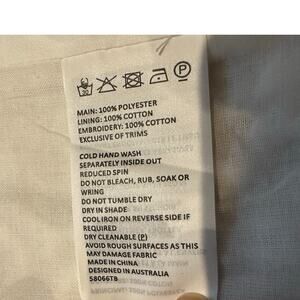 MAIN: 100% POLYESTER
LINING: 100% COTTON
EMBROIDERY: 100% COTTON
EXCLUSIVE OF TRIMS
COLD HAND WASH
SEPARATELY INSIDE OUT
REDUCED SPIN
DO NOT BLEACH, RUB, SOAK OR
WRING
DO NOT TUMBLE DRY
DRY IN SHADE
COOL IRON ON REVERSE SIDE IF
REQUIRED
DRY CLEANABLE (P)
AVOID ROUGH SURFACES AS THIS
MAY DAMAGE FABRIC
MADE IN CHINA
DESIGNED IN AUSTRALIA
S8066TB